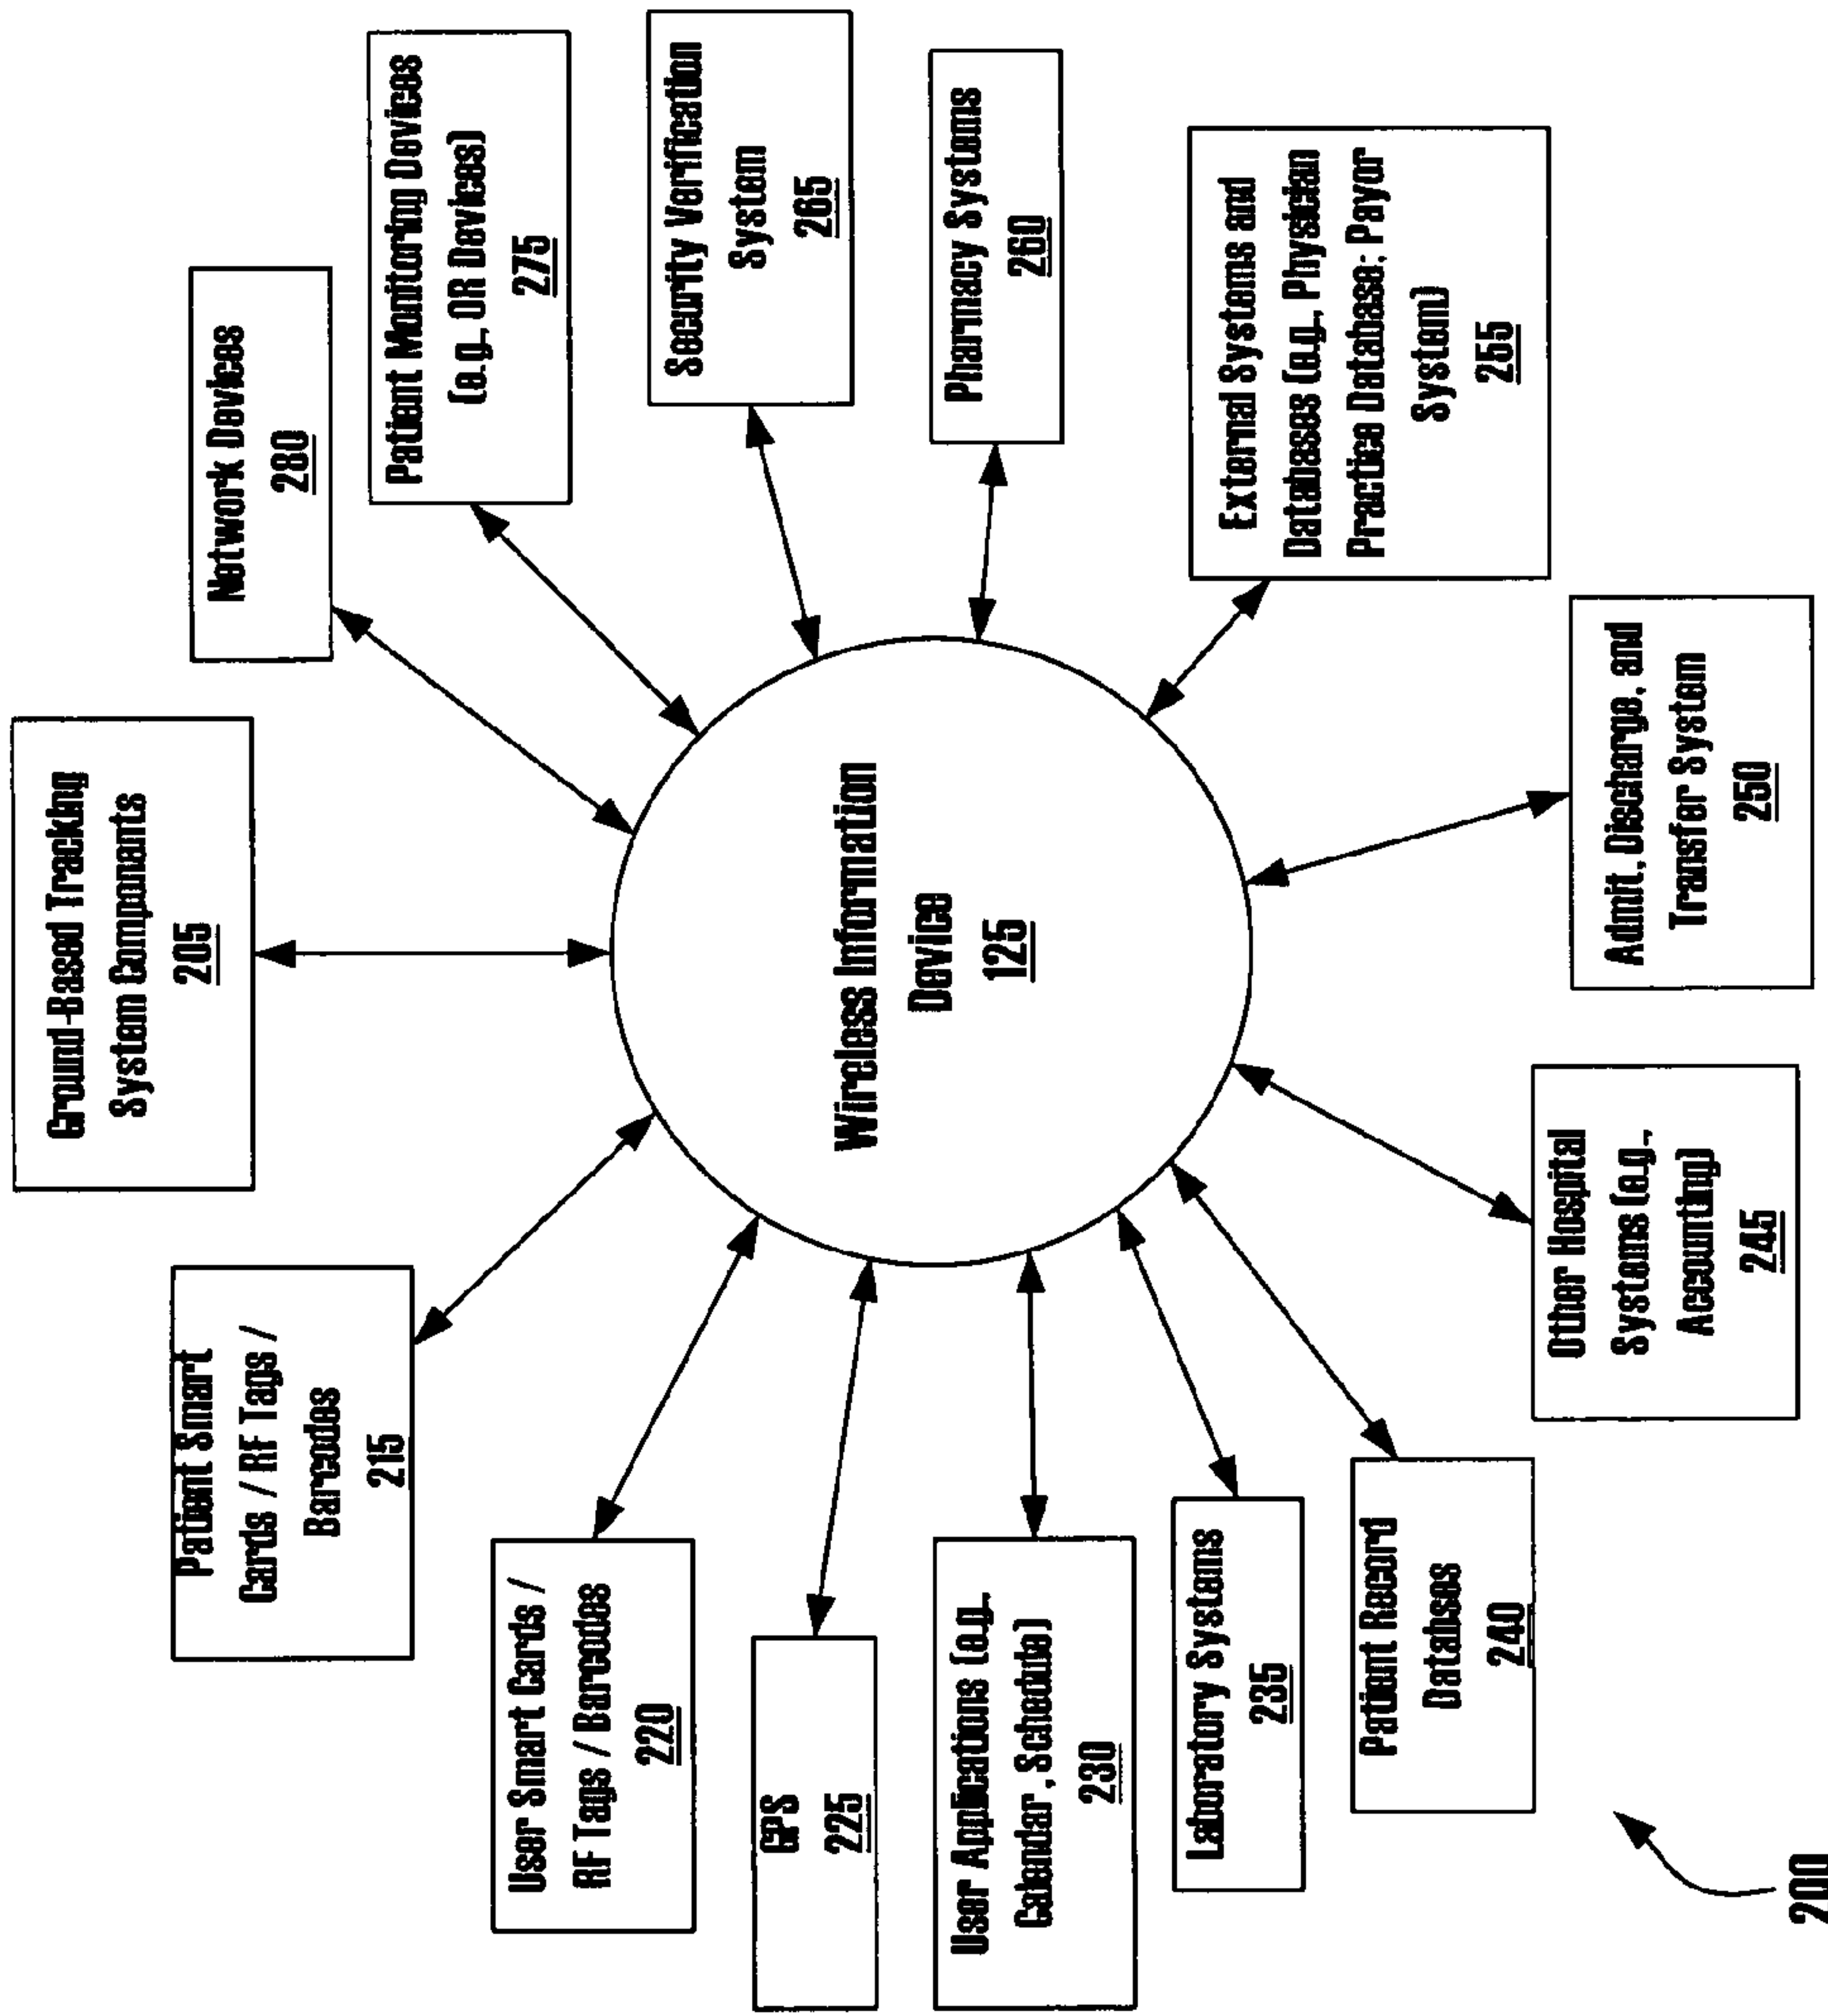 Ground-Based Tracking
System Components
205
Patient Smart
Cards / RF Tags /
Barcodes
215
Network Devices
280
Patient Monitoring Devices
(e.g., OR Devices)
275
User Smart Cards /
RF Tags / Barcodes
220
Security Verification
System
265
GPS
225
Wireless Information
Device
125
User Applications (e.g.,
Calendar, Schedule)
230
Pharmacy Systems
260
Laboratory Systems
235
External Systems and
Databases (e.g., Physician
Practice Database; Payor
System)
255
Patient Record
Databses
240
Other Hospital
Systems (e.g.,
Accounting)
245
Admit, Discharge, and
Transfer System
250
200